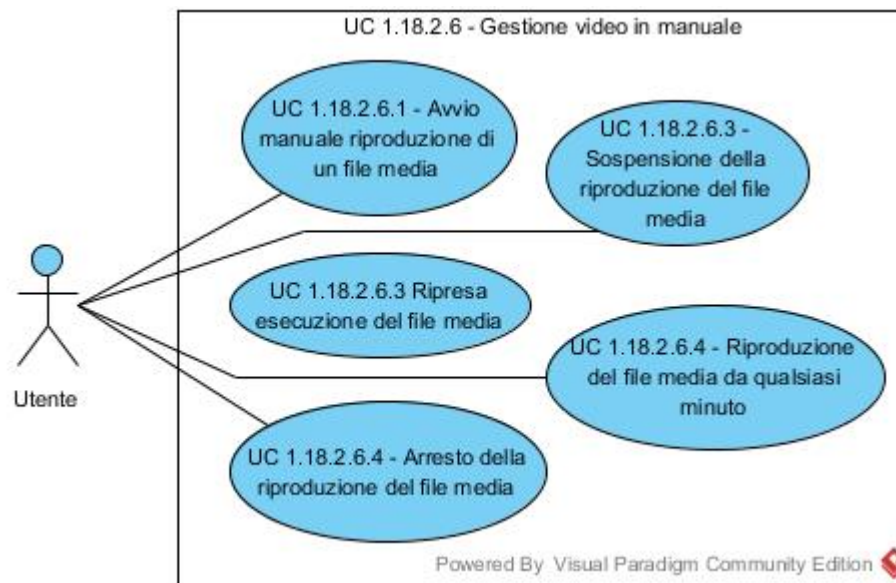 UC 1.18.2.6 - Gestione video in manuale
UC 1.18.2.6.1 - Avvio
manuale riproduzione di
un file media
UC 1.18.2.6.3 -
Sospensione della
riproduzione del file
media
UC 1.18.2.6.3 Ripresa
esecuzione del file media
UC 1.18.2.6.4 - Riproduzione
del file media da qualsiasi
minuto
Utente
UC 1.18.2.6.4 - Arresto della
riproduzione del file media
Powered By Visual Paradigm Community Edition